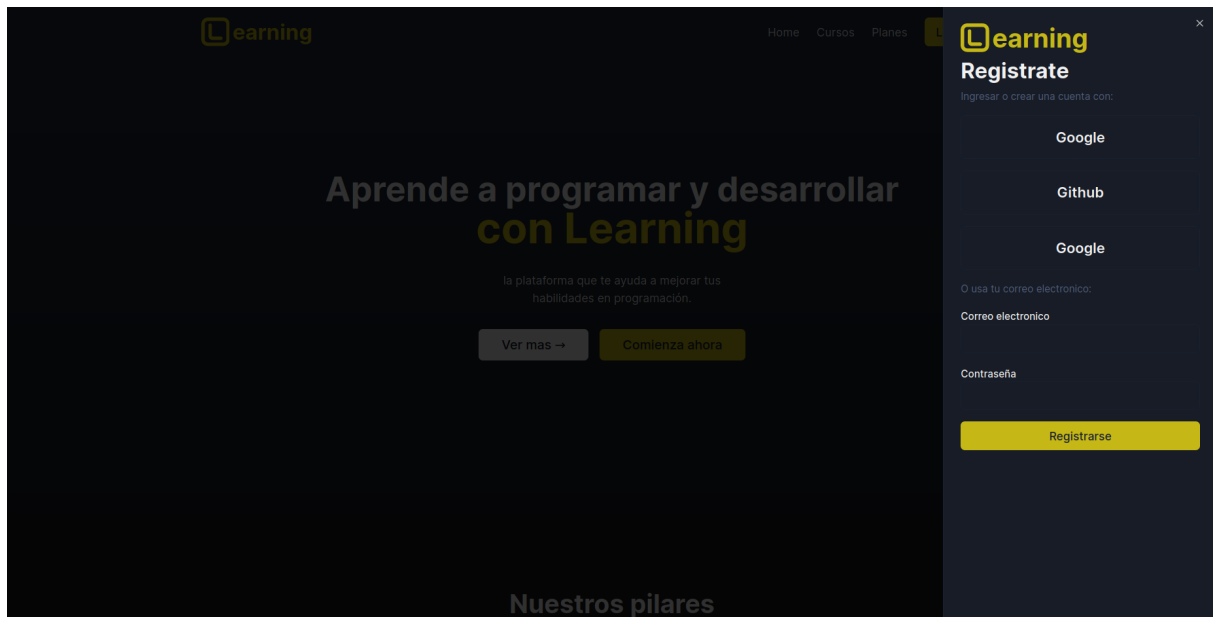 Learning
Home Cursos Planes L
Aprende a programar y desarrollar
con Learning
la plataforma que te ayuda a mejorar tus
habilidades en programación.
Ver mas →
Comienza ahora
Nuestros pilares
×
Learning
Registrate
Ingresar o crear una cuenta con:
Google
Github
Google
O usa tu correo electronico:
Correo electronico
Contraseña
Registrarse